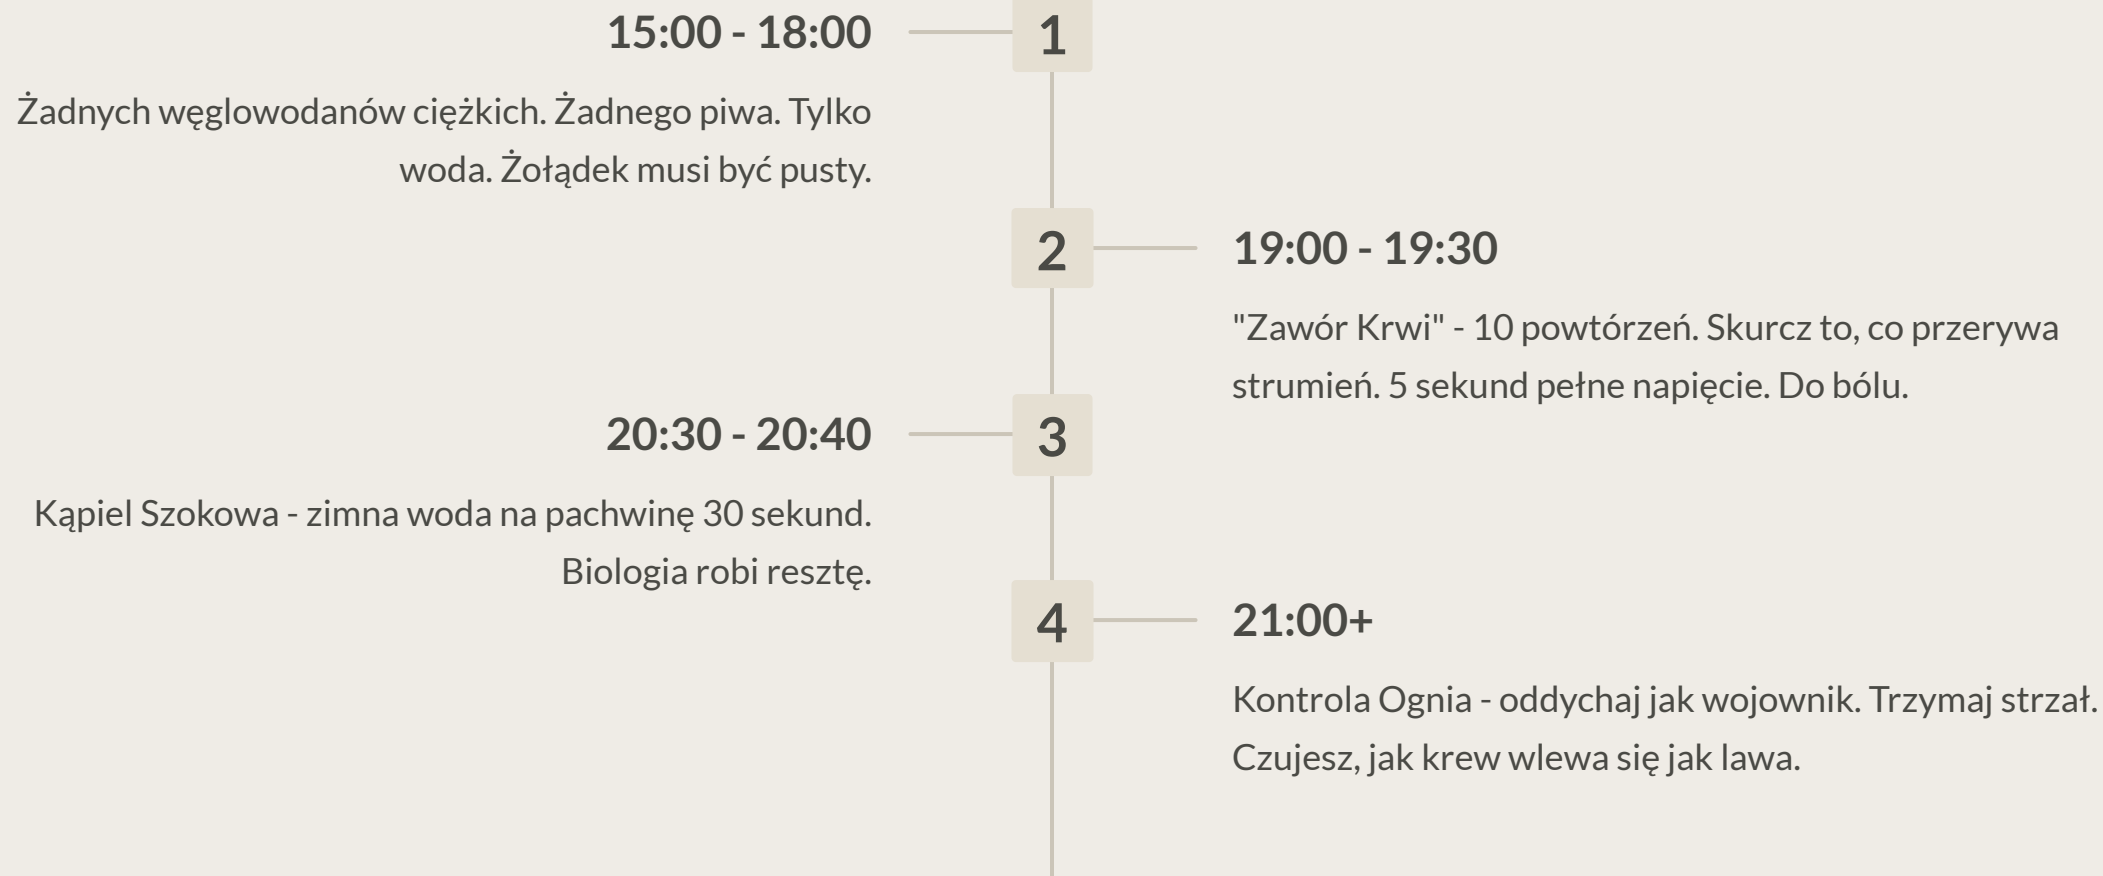 15:00 - 18:00
1
Żadnych węglowodanów ciężkich. Żadnego piwa. Tylko
woda. Żołądek musi być pusty.
2
19:00 - 19:30
"Zawór Krwi" - 10 powtórzeń. Skurcz to, co przerywa
strumień. 5 sekund pełne napięcie. Do bólu.
20:30 - 20:40
3
Kąpiel Szokowa - zimna woda na pachwinę 30 sekund.
Biologia robi resztę.
4
21:00+
Kontrola Ognia - oddychaj jak wojownik. Trzymaj strzał.
Czujesz, jak krew wlewa się jak lawa.